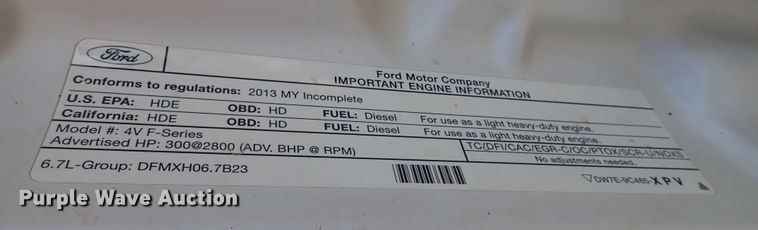 Ford
Ford Motor Company
IMPORTANT ENGINE INFORMATION
Conforms to regulations: 2013 MY Incomplete
U.S. EPA: HDE OBD: HD FUEL: Diesel For use as a light heavy-duty engine.
California: HDE OBD: HD FUEL: Diesel For use as a light heavy-duty engine.
Model #: 4V F-Series
Advertised HP: 300@2800 (ADV. BHP @ RPM) TC/DFI/CAC/EGR-C/OC/PTOX/SCR-U/NOXS
No adjustments needed.
6.7L-Group: DFMXH06.7B23
DW7E-9C485-XPV
Purple Wave Auction